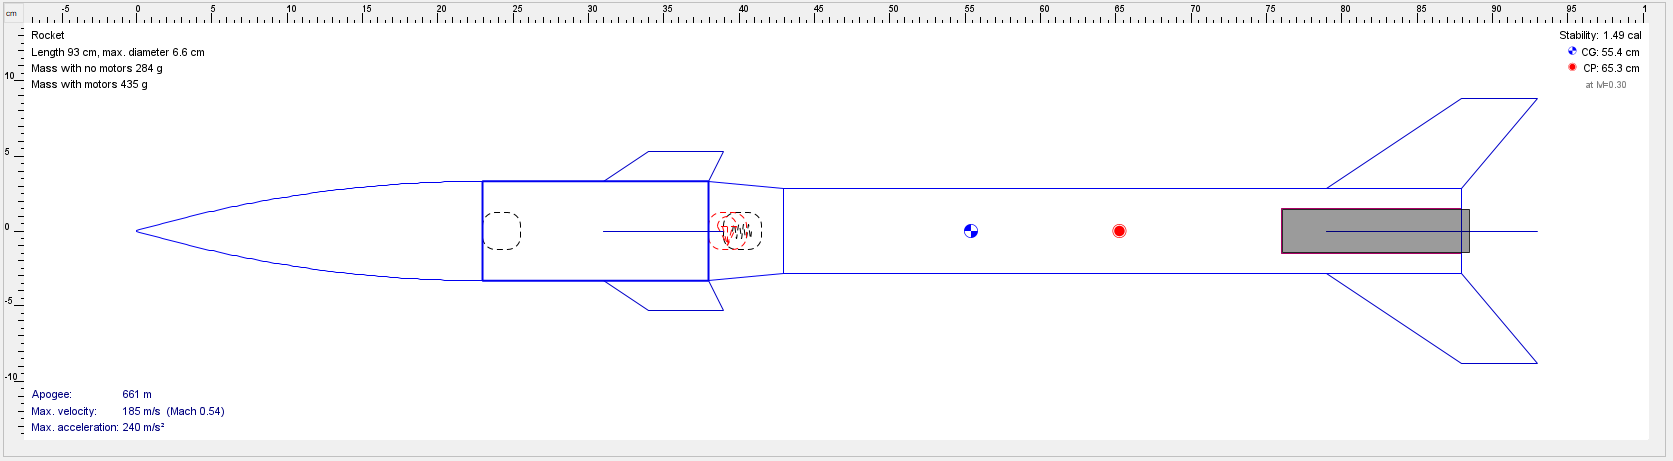 cm
-5 0 5 10 15 20 25 30 35 40 45 50 55 60 65 70 75 80 85 90 95 1
Rocket
Length 93 cm, max. diameter 6.6 cm
Mass with no motors 284 g
Mass with motors 435 g
Stability: 1.49 cal
CG: 55.4 cm
CP: 65.3 cm
at M=0.30
10
5
0
-5
-10
Apogee: 661 m
Max. velocity: 185 m/s (Mach 0.54)
Max. acceleration: 240 m/s²